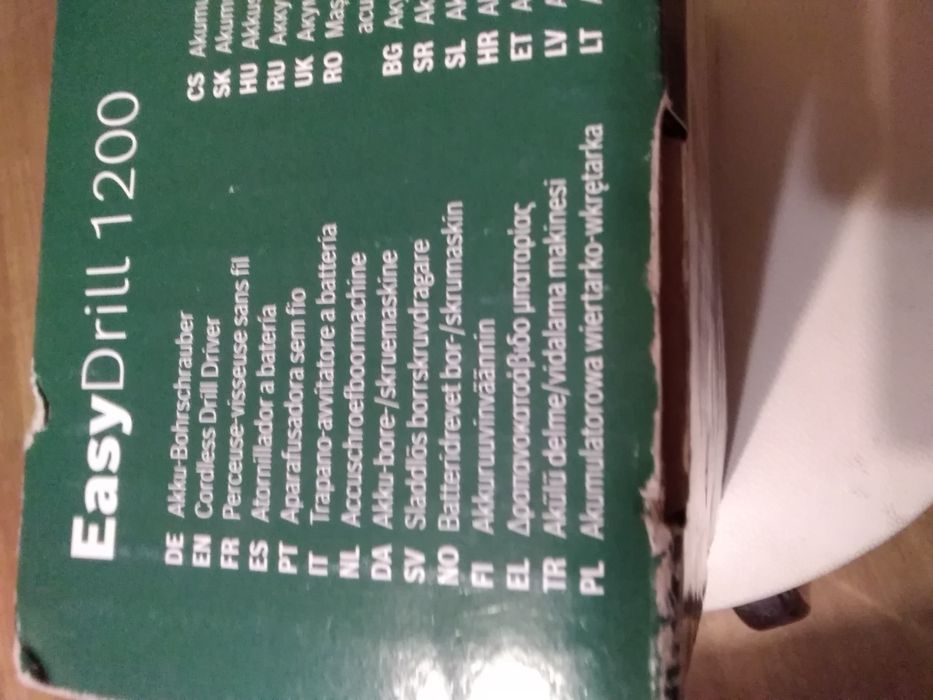 EasyDrill 1200
DE Akku-Bohrschrauber
EN Cordless Drill Driver
FR Perceuse-visseuse sans fil
ES Atornillador a batería
PT Aparafusadora sem fio
IT Trapano-avvitatore a batteria
NL Accuschroefboormachine
DA Akku-bore-/skruemaskine
SV Sladdlös borrskruvdragare
NO Batteridrevet bor-/skrumaskin
FI Akkuruuvinväännin
EL Δραπανοκατσάβιδο μπαταρίας
TR Akülü delme/vidalama makinesi
PL Akumulatorowa wiertarko-wkrętarka
CS
SK
HU
RU
UK
RO
BG
SR
SL
HR
ET
LV
LT